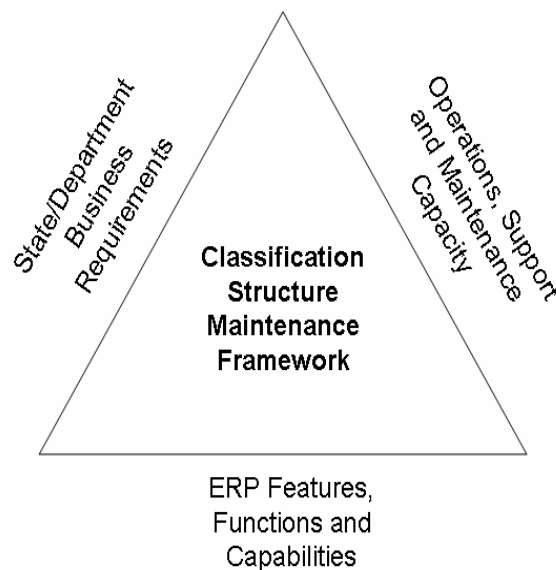 State/Department
Business
Requirements
Operations, Support
and Maintenance
Capacity
Classification
Structure
Maintenance
Framework
ERP Features,
Functions and
Capabilities